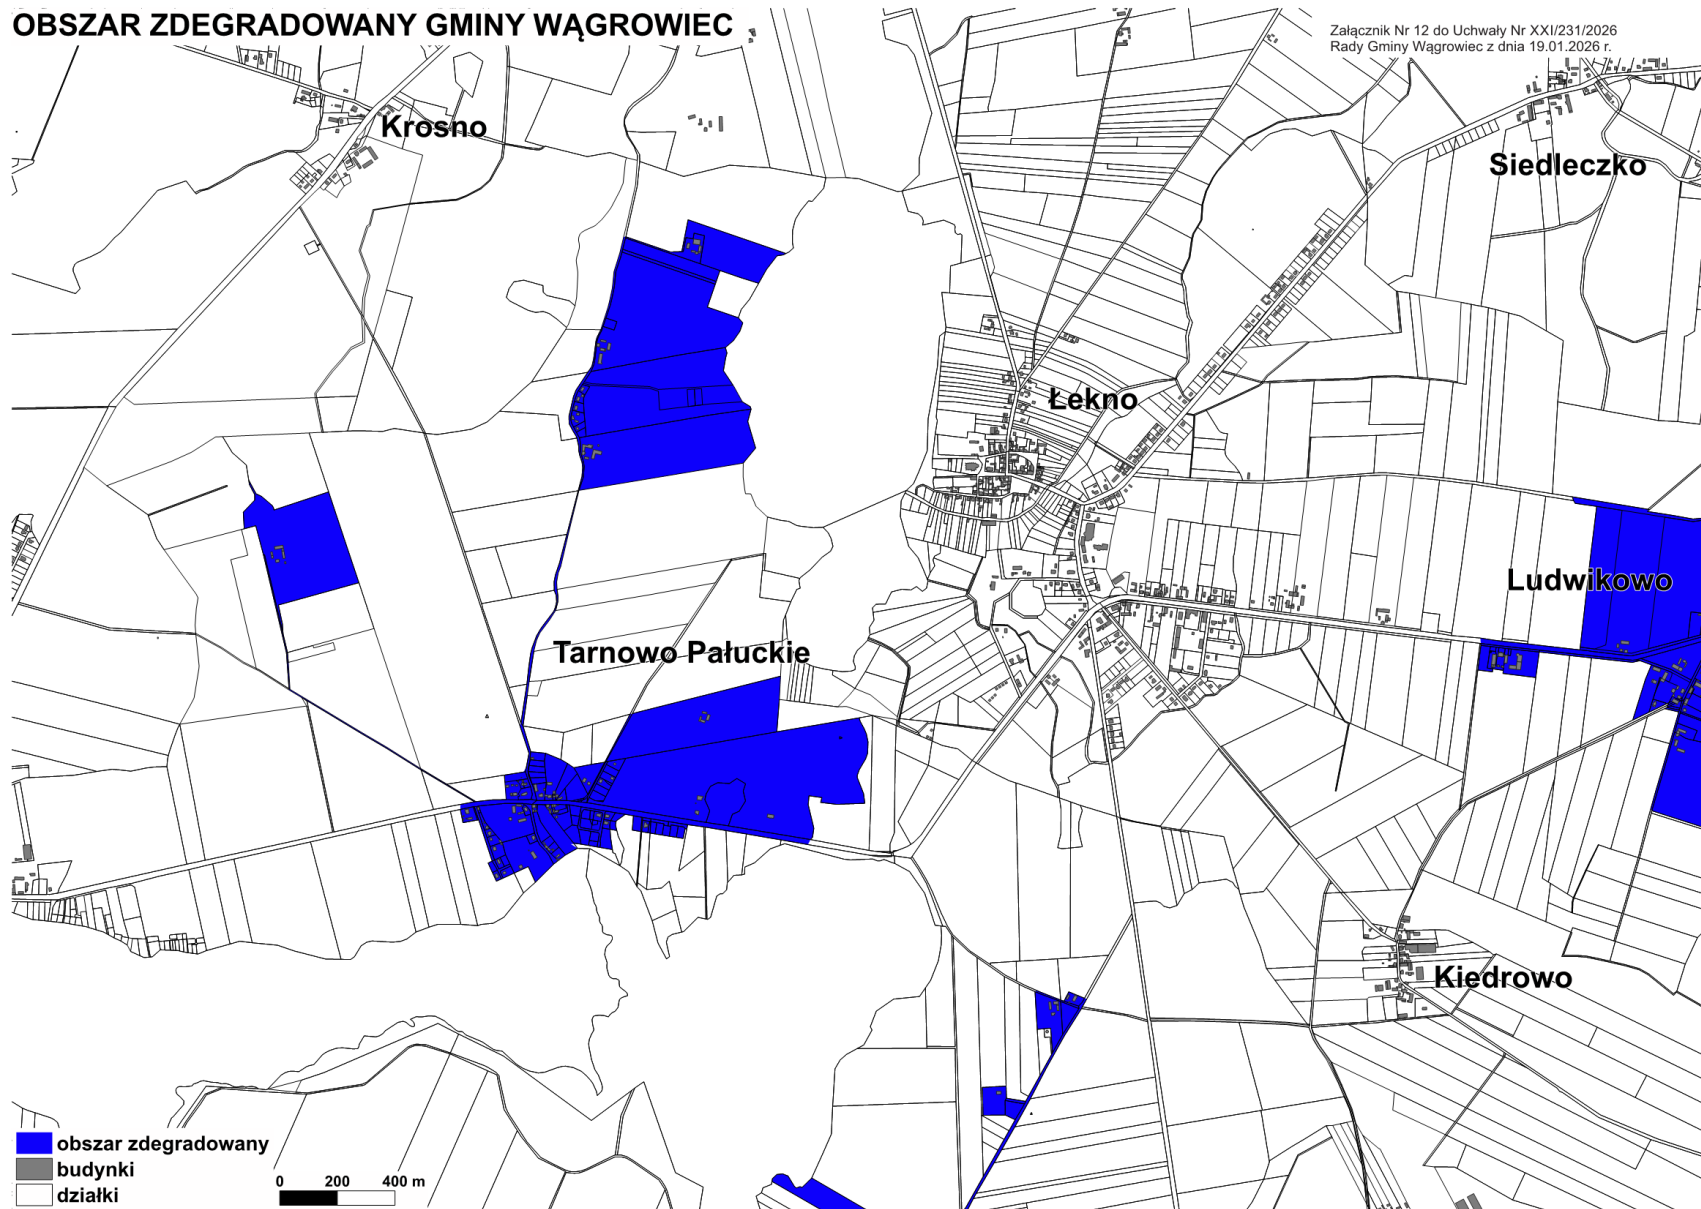 OBSZAR ZDEGRADOWANY GMINY WĄGROWIEC
Załącznik Nr 12 do Uchwały Nr XXI/231/2026
Rady Gminy Wągrowiec z dnia 19.01.2026 r.
Krosno
Siedleczko
Łekno
Ludwikowo
Tarnowo Pałuckie
Kiedrowo
obszar zdegradowany
budynki
działki
0 200 400 m